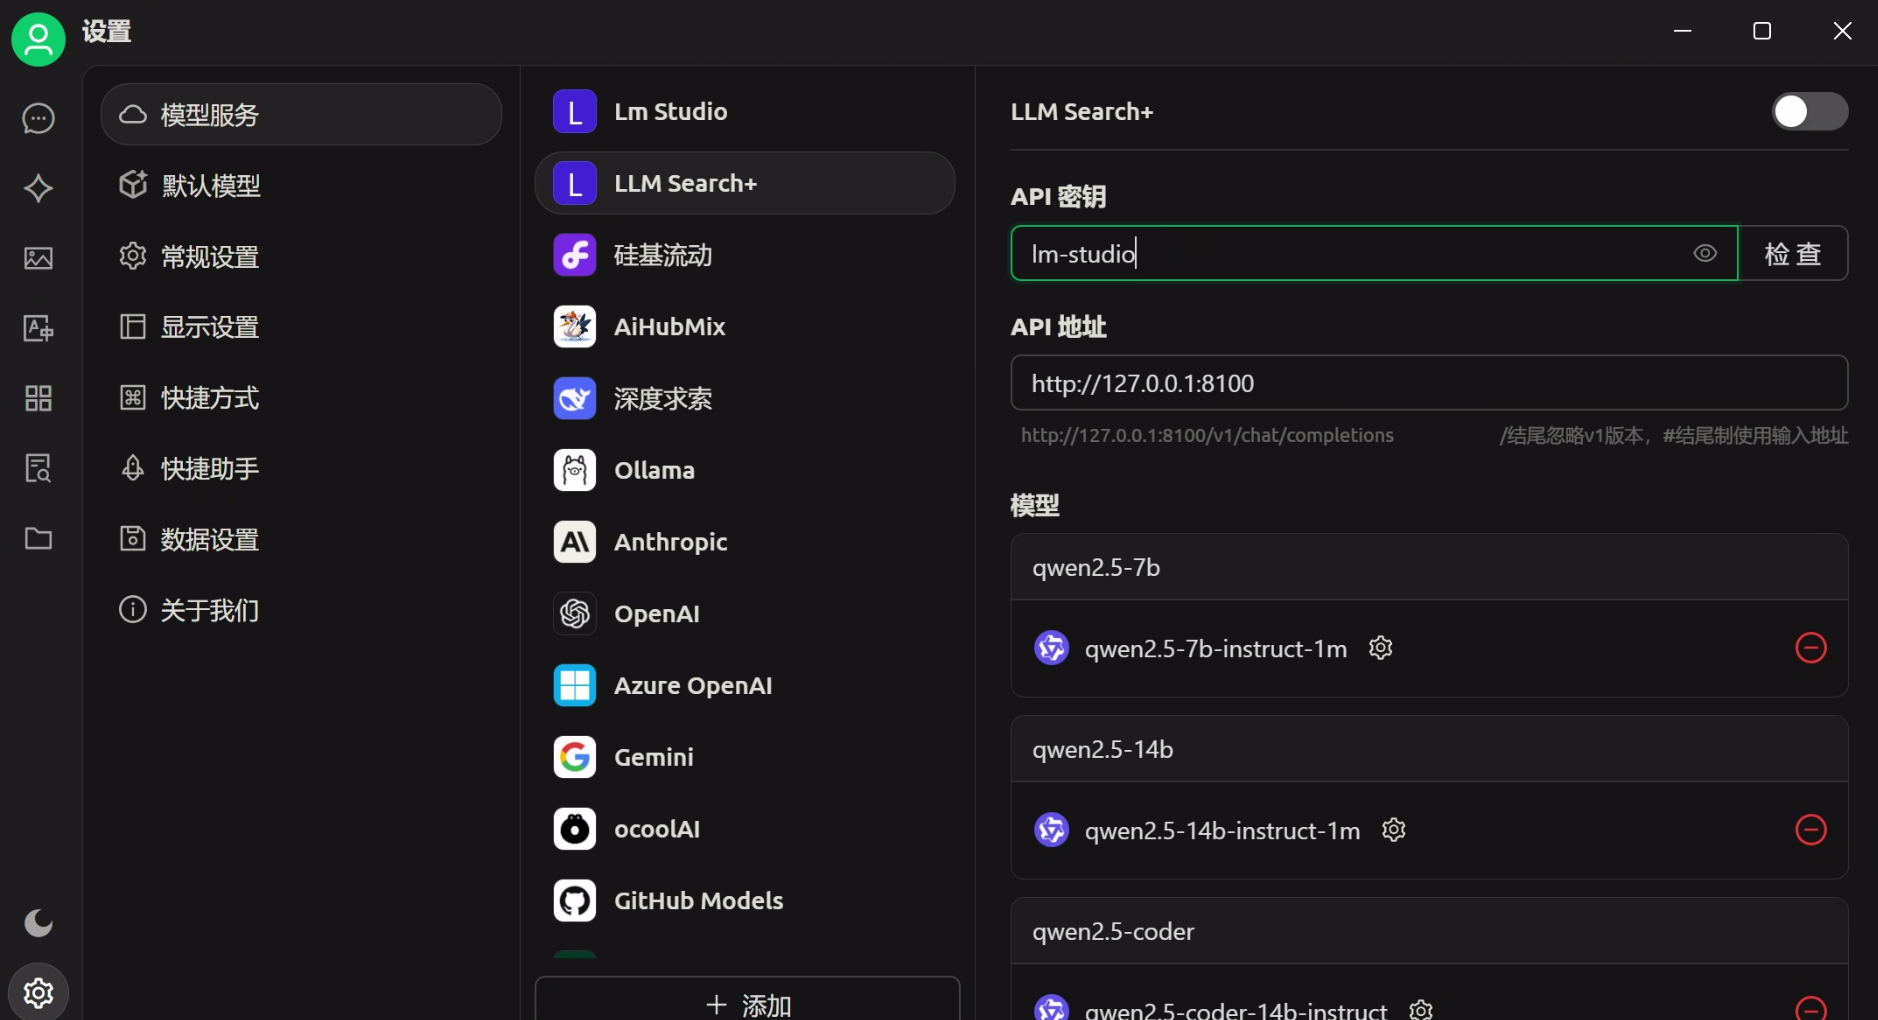 设置
模型服务
默认模型
常规设置
显示设置
快捷方式
快捷助手
数据设置
关于我们
L Lm Studio
L LLM Search+
硅基流动
AiHubMix
深度求索
Ollama
Anthropic
OpenAI
Azure OpenAI
Gemini
ocoolAI
GitHub Models
添加
LLM Search+
API 密钥
lm-studio
检 查
API 地址
http://127.0.0.1:8100
http://127.0.0.1:8100/v1/chat/completions
/结尾忽略v1版本，#结尾制使用输入地址
模型
qwen2.5-7b
qwen2.5-7b-instruct-1m
qwen2.5-14b
qwen2.5-14b-instruct-1m
qwen2.5-coder
qwen2.5-coder-14b-instruct